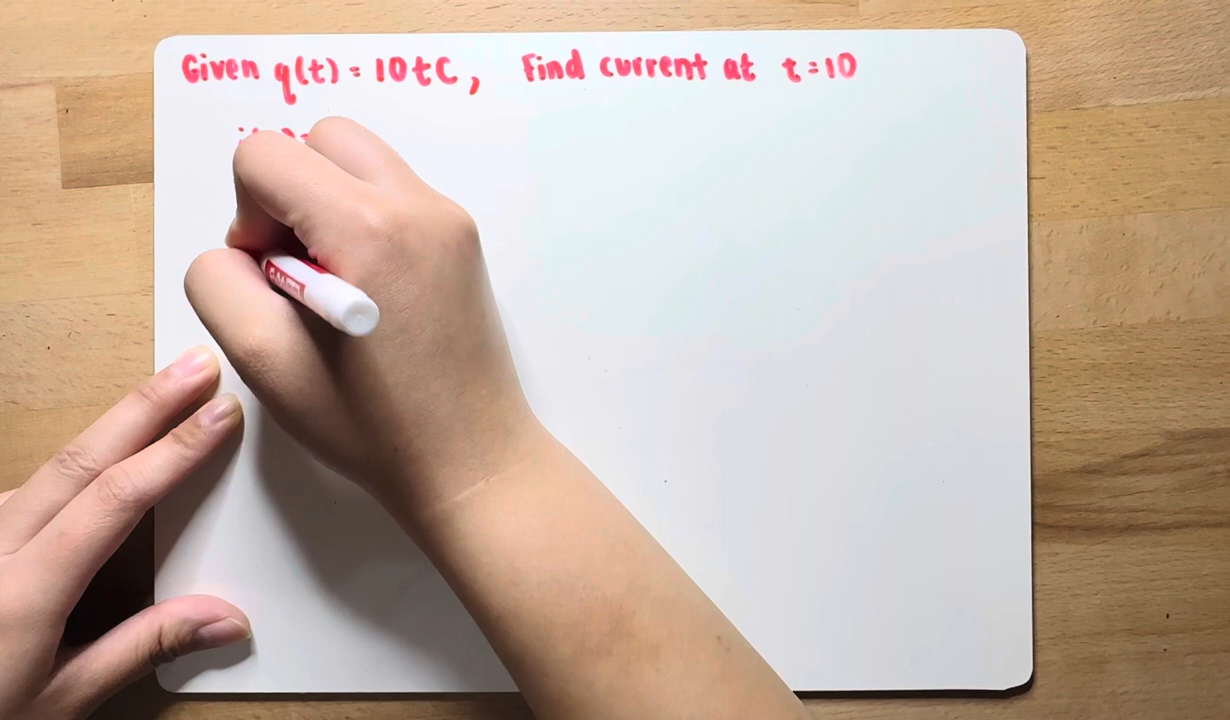 Given q(t) = 10tC, Find current at t=10